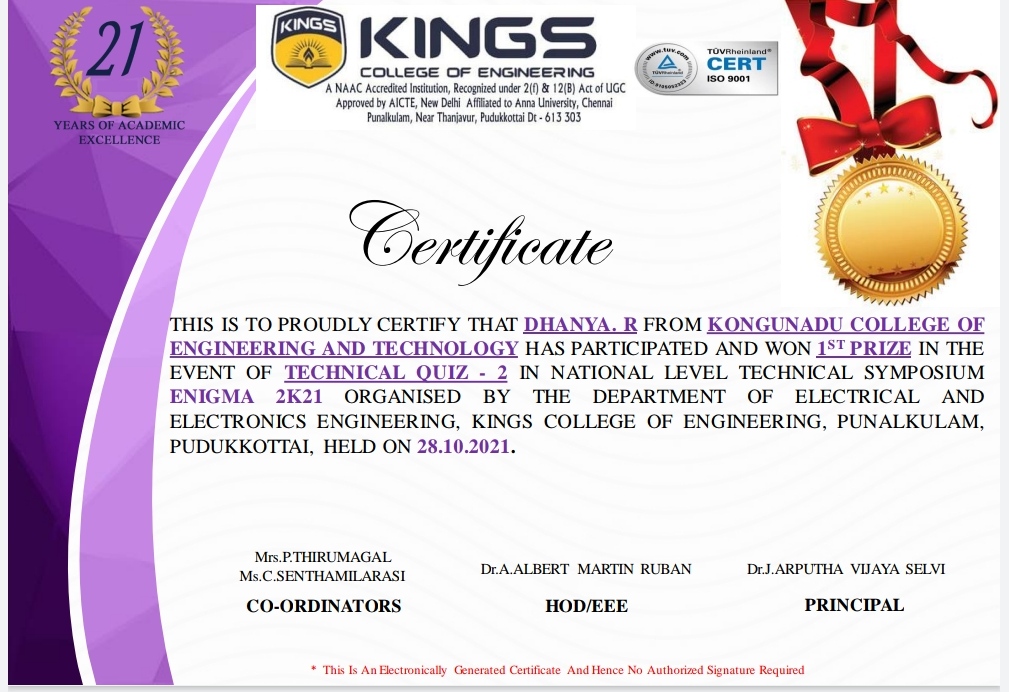 21
YEARS OF ACADEMIC
EXCELLENCE
KINGS
KINGS
COLLEGE OF ENGINEERING
A NAAC Accredited Institution, Recognized under 2(f) & 12(B) Act of UGC
Approved by AICTE, New Delhi Affiliated to Anna University, Chennai
Punalkulam, Near Thanjavur, Pudukkottai Dt - 613 303
www.tuv.com
TÜVRheinland
TÜVRheinland®
CERT
ISO 9001
Certificate
THIS IS TO PROUDLY CERTIFY THAT DHANYA. R FROM KONGUNADU COLLEGE OF
ENGINEERING AND TECHNOLOGY HAS PARTICIPATED AND WON 1ST PRIZE IN THE
EVENT OF TECHNICAL QUIZ - 2 IN NATIONAL LEVEL TECHNICAL SYMPOSIUM
ENIGMA 2K21 ORGANISED BY THE DEPARTMENT OF ELECTRICAL AND
ELECTRONICS ENGINEERING, KINGS COLLEGE OF ENGINEERING, PUNALKULAM,
PUDUKKOTTAI, HELD ON 28.10.2021.
Mrs.P.THIRUMAGAL
Ms.C.SENTHAMILARASI
CO-ORDINATORS
Dr.A.ALBERT MARTIN RUBAN
HOD/EEE
Dr.J.ARPUTHA VIJAYA SELVI
PRINCIPAL
* This Is An Electronically Generated Certificate And Hence No Authorized Signature Required